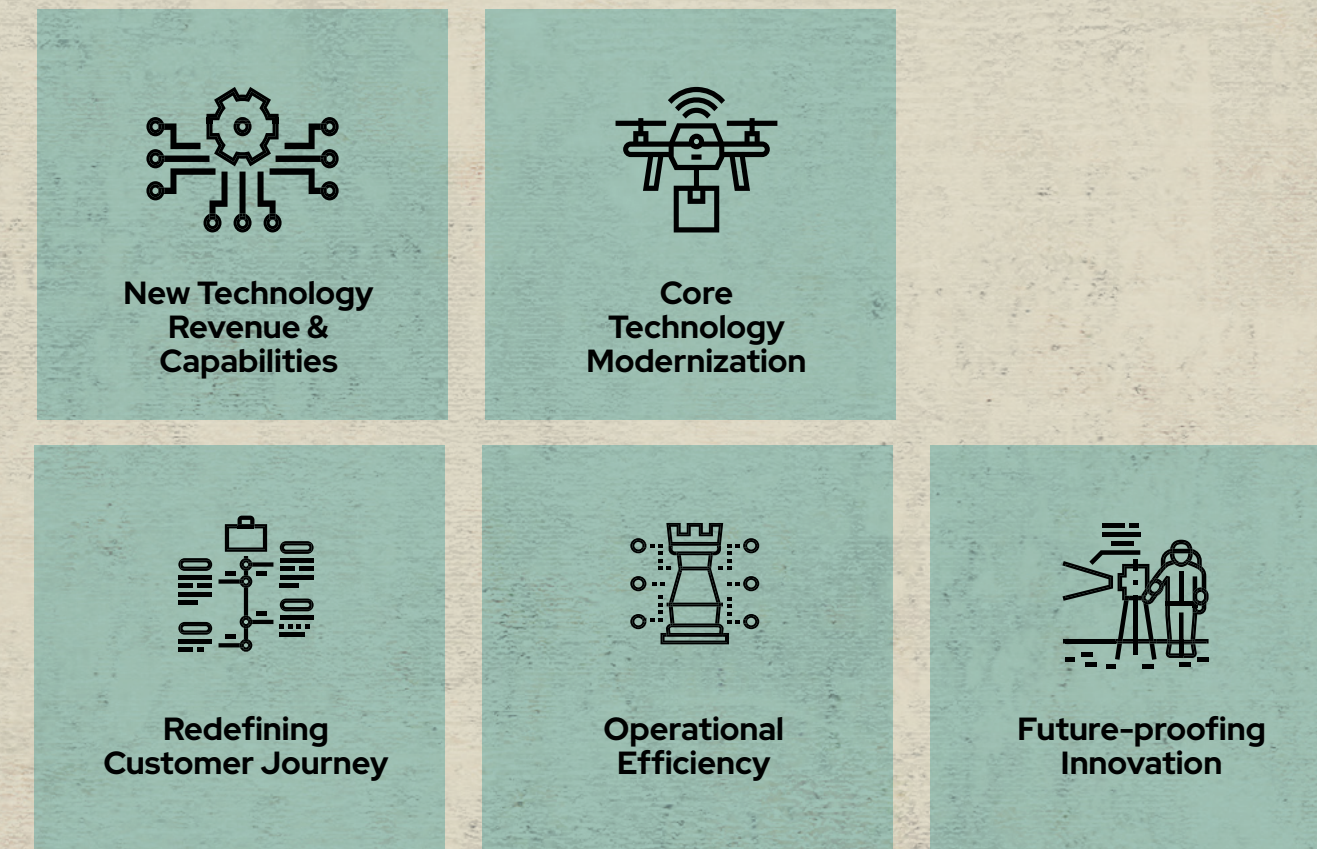 New Technology
Revenue &
Capabilities
Core
Technology
Modernization
Redefining
Customer Journey
Operational
Efficiency
Future-proofing
Innovation